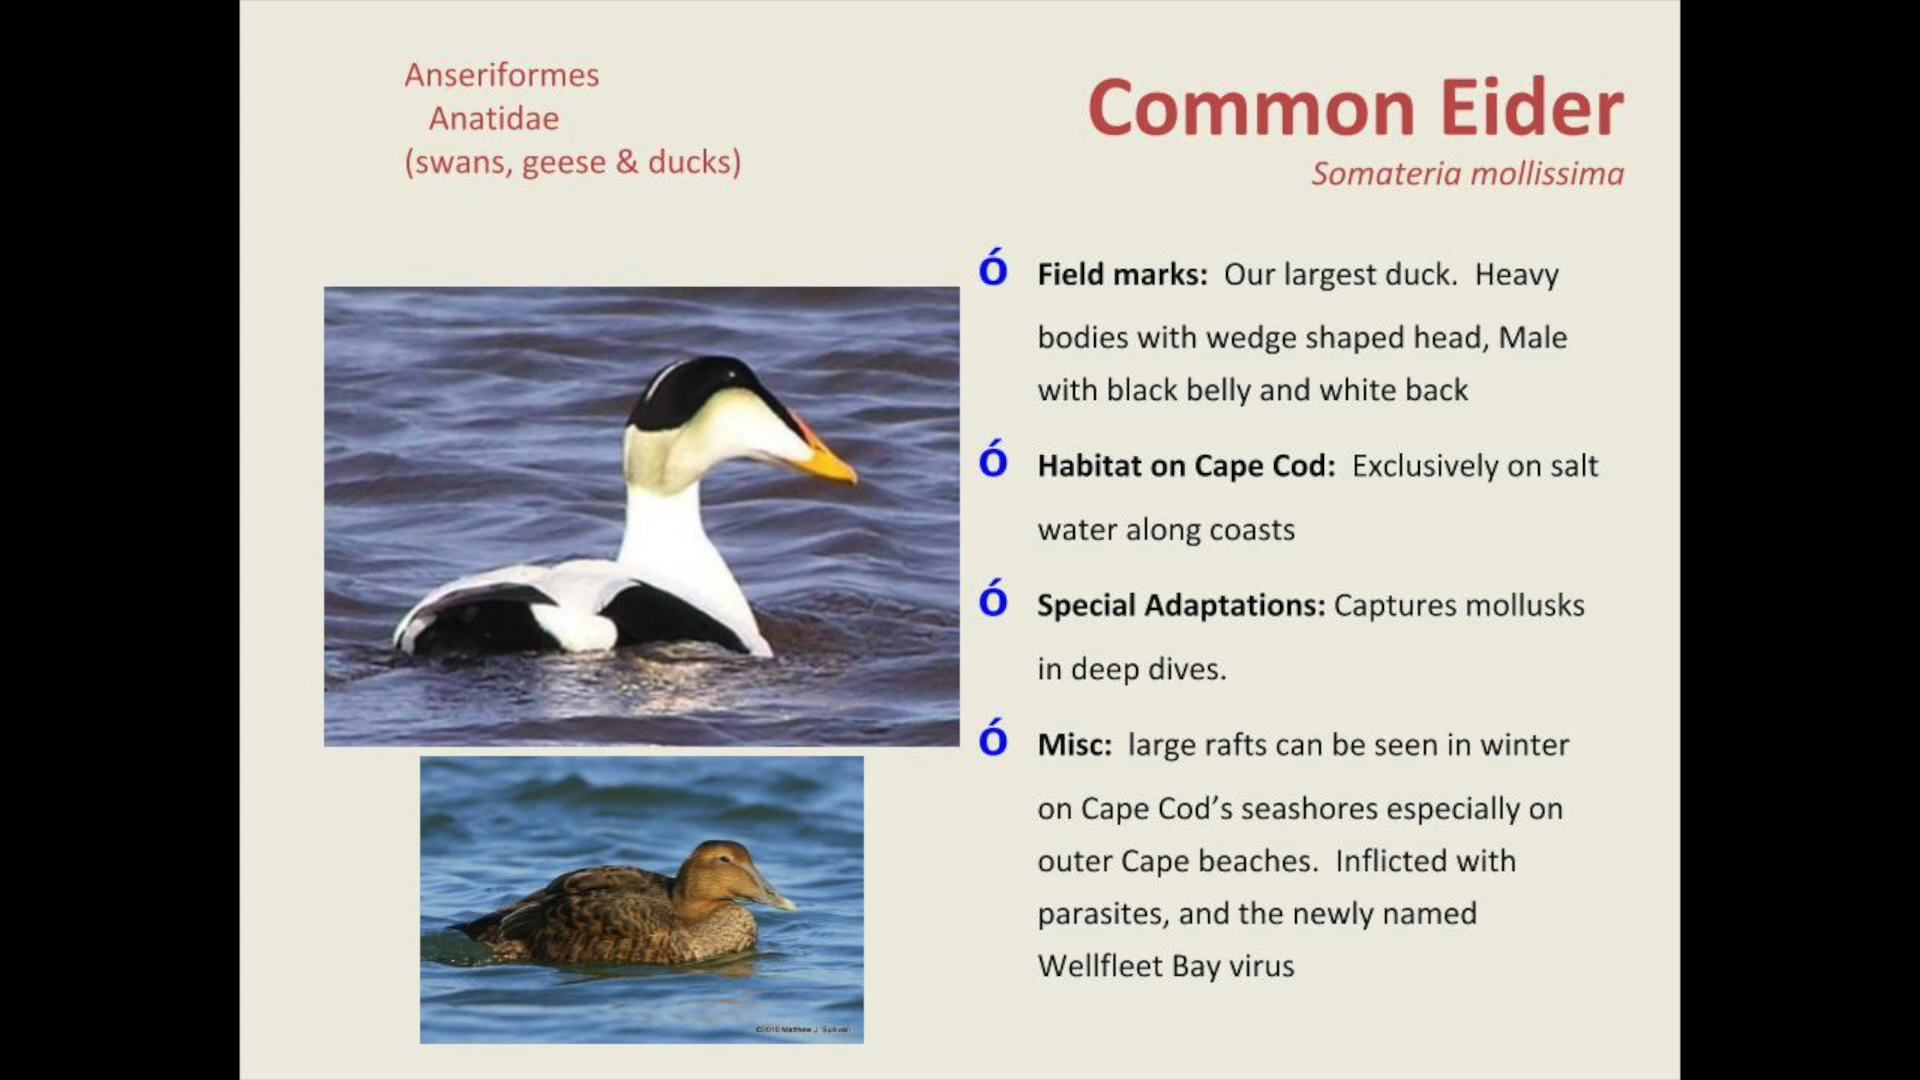 Anseriformes
Anatidae
(swans, geese & ducks)
Common Eider
Somateria mollissima
Ó Field marks: Our largest duck. Heavy
bodies with wedge shaped head, Male
with black belly and white back
Ó Habitat on Cape Cod: Exclusively on salt
water along coasts
Ó Special Adaptations: Captures mollusks
in deep dives.
Ó Misc: large rafts can be seen in winter
on Cape Cod’s seashores especially on
outer Cape beaches. Inflicted with
parasites, and the newly named
Wellfleet Bay virus
©2010 Matthew J. Sullivan